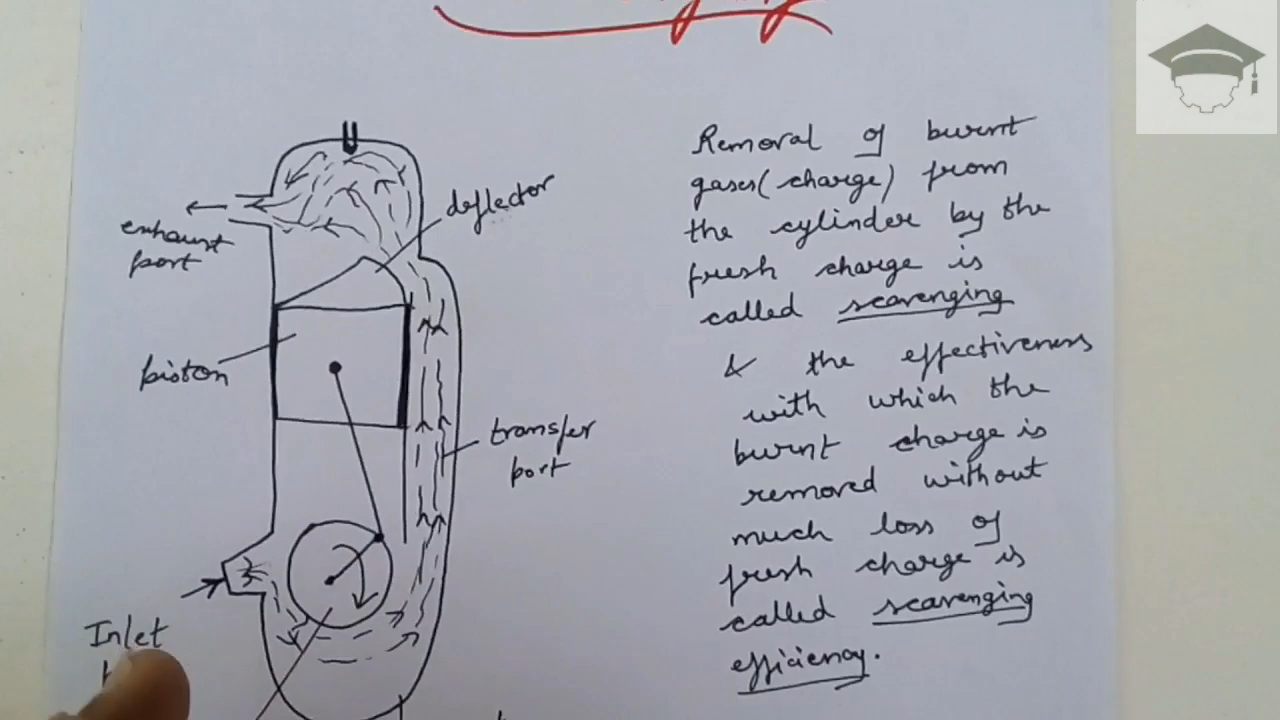 exhaust
port
deflector
piston
transfer
port
Inlet
Removal of burnt
gases (charge) from
the cylinder by the
fresh charge is
called scavenging
& the effectiveness
with which the
burnt charge is
removed without
much loss of
fresh charge is
called scavenging
efficiency.